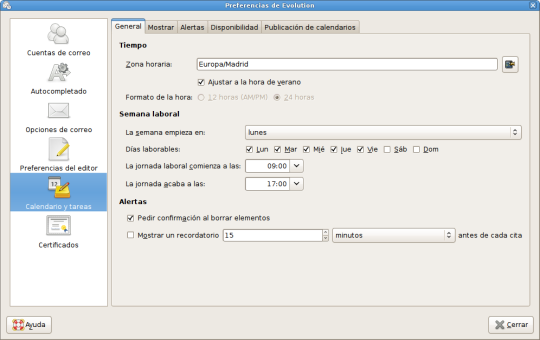 Preferencias de Evolution
Cuentas de correo
Autocompletado
Opciones de correo
Preferencias del editor
Calendario y tareas
Certificados
General Mostrar Alertas Disponibilidad Publicación de calendarios
Tiempo
Zona horaria: Europa/Madrid
Ajustar a la hora de verano
Formato de la hora: 12 horas (AM/PM) 24 horas
Semana laboral
La semana empieza en: lunes
Días laborables: Lun Mar Mié Jue Vie Sáb Dom
La jornada laboral comienza a las: 09:00
La jornada acaba a las: 17:00
Alertas
Pedir confirmación al borrar elementos
Mostrar un recordatorio 15 minutos antes de cada cita
Ayuda Cerrar